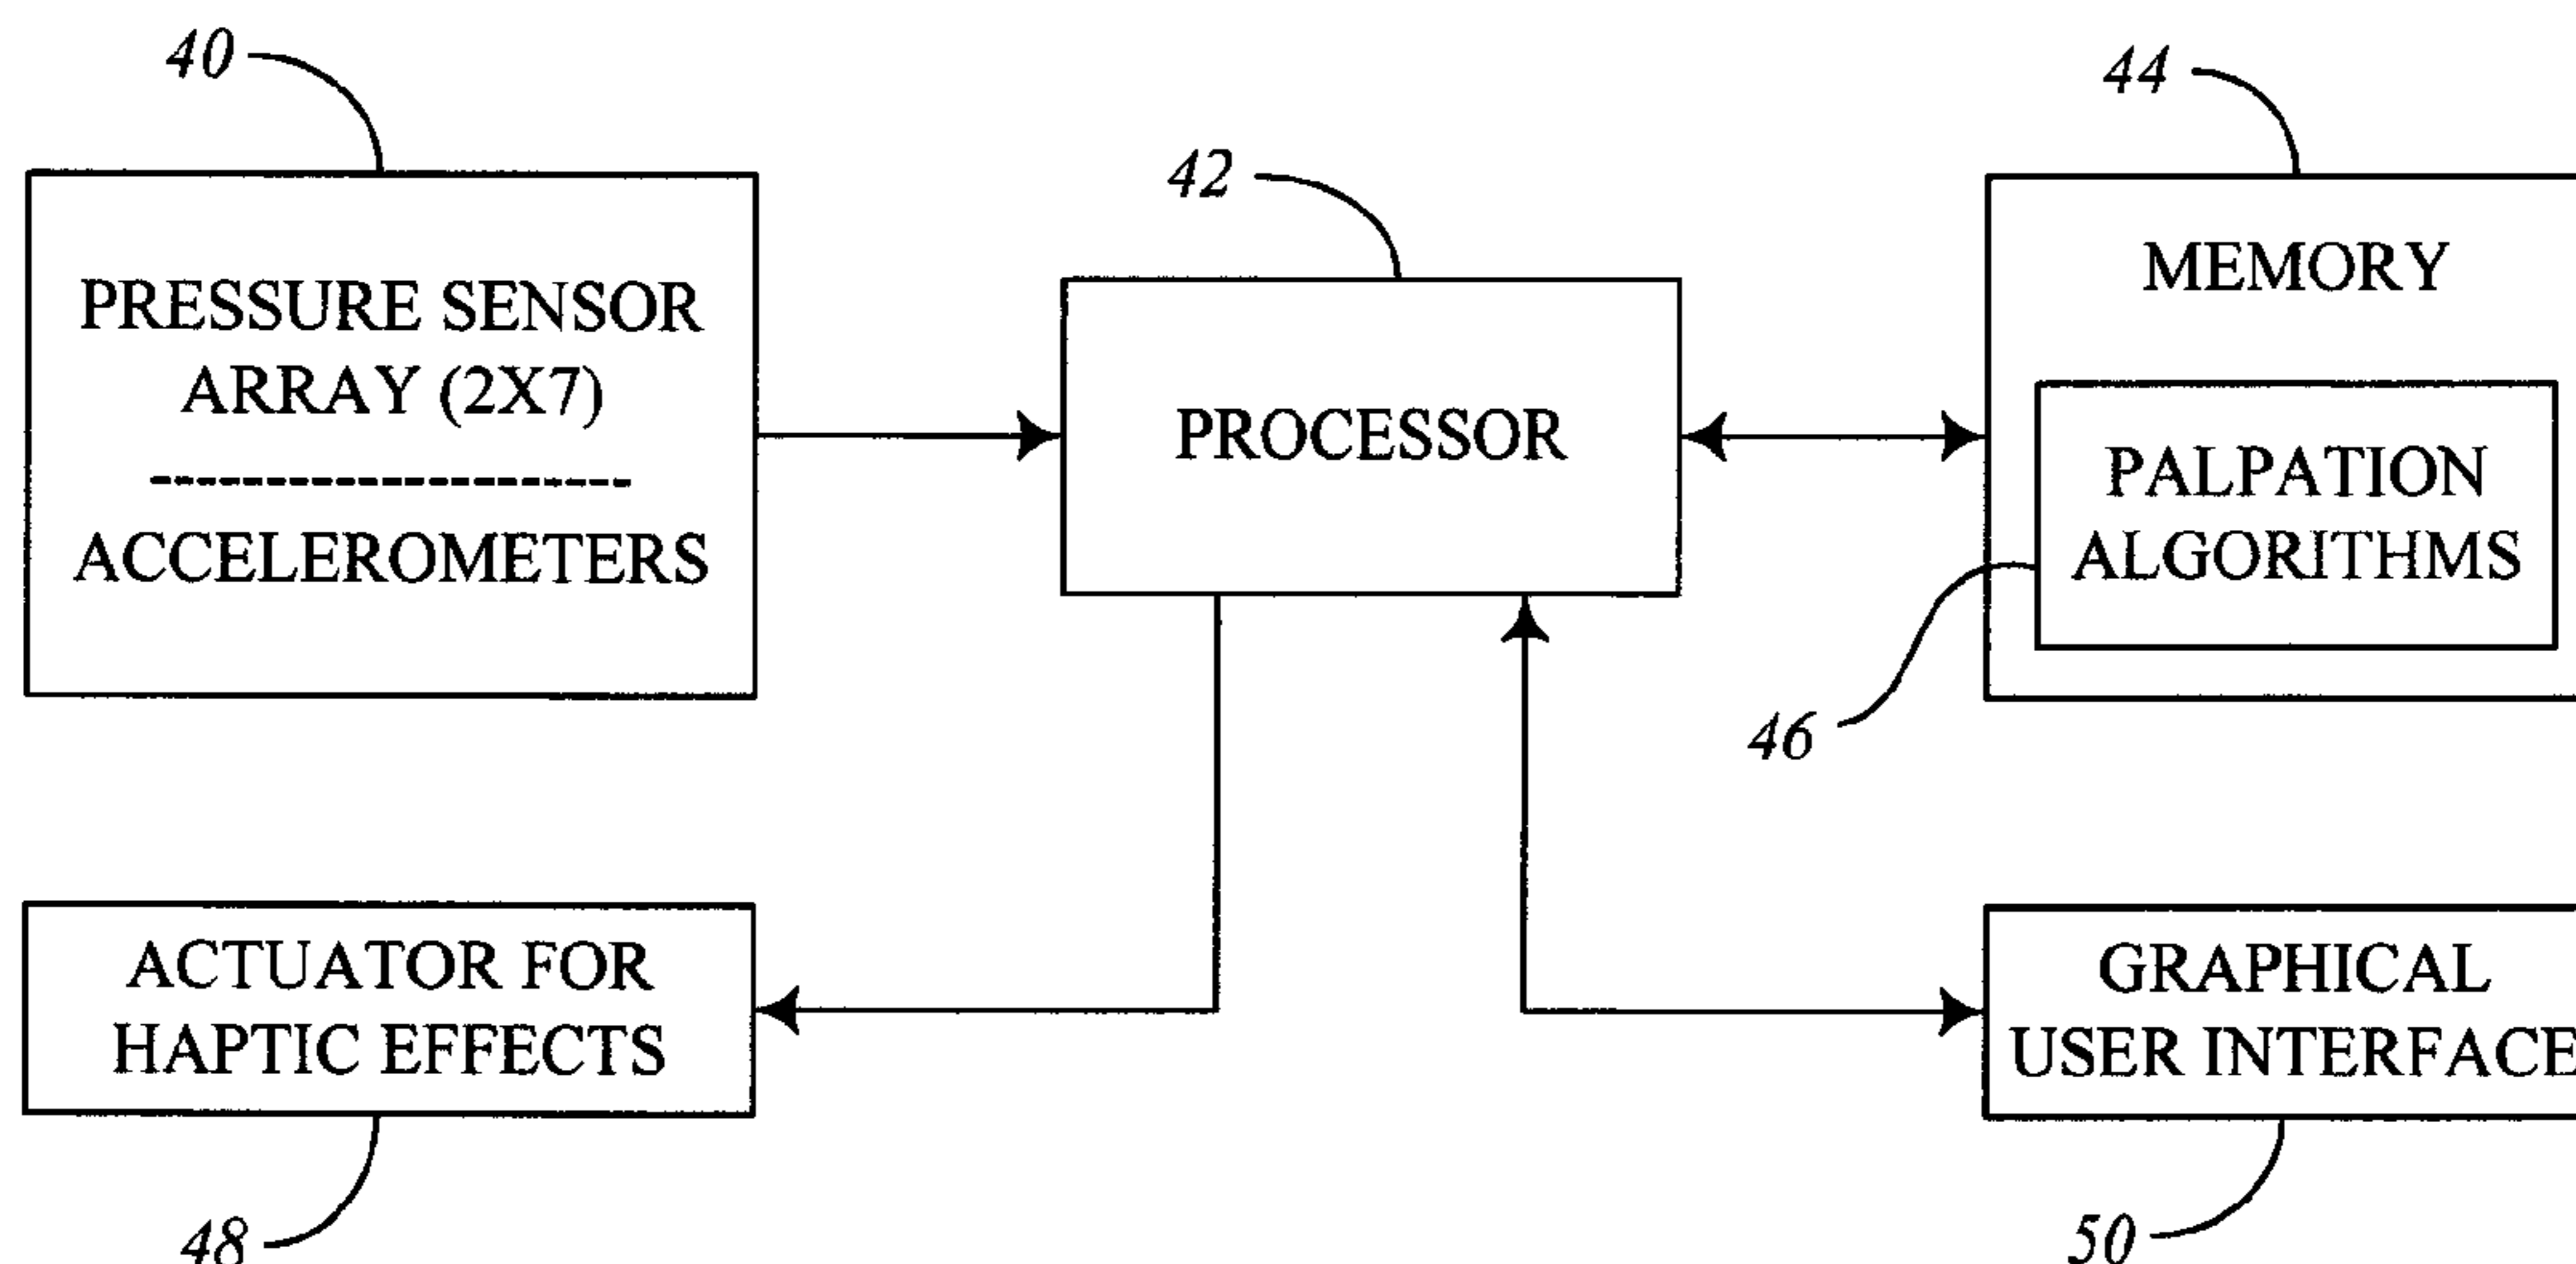 40
PRESSURE SENSOR
ARRAY (2X7)
ACCELEROMETERS
42
PROCESSOR
44
MEMORY
PALPATION
ALGORITHMS
46
ACTUATOR FOR
HAPTIC EFFECTS
48
GRAPHICAL
USER INTERFACE
50